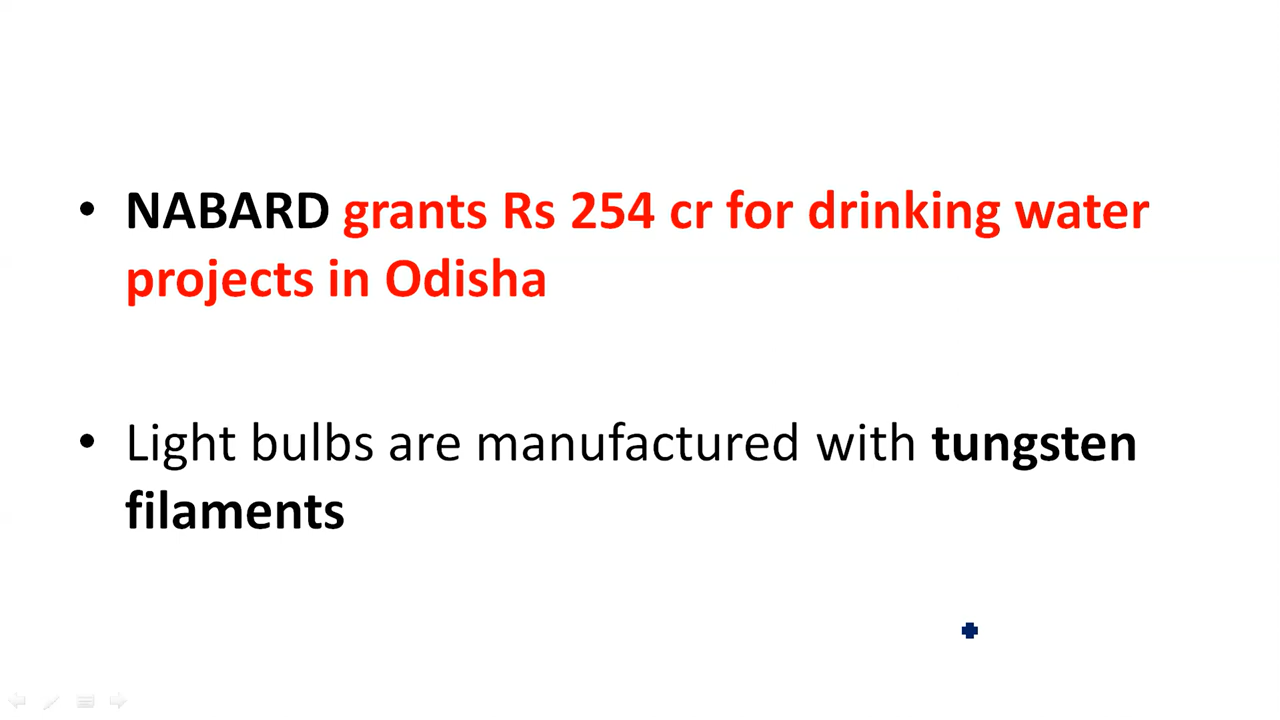 • NABARD grants Rs 254 cr for drinking water
projects in Odisha
• Light bulbs are manufactured with tungsten
filaments